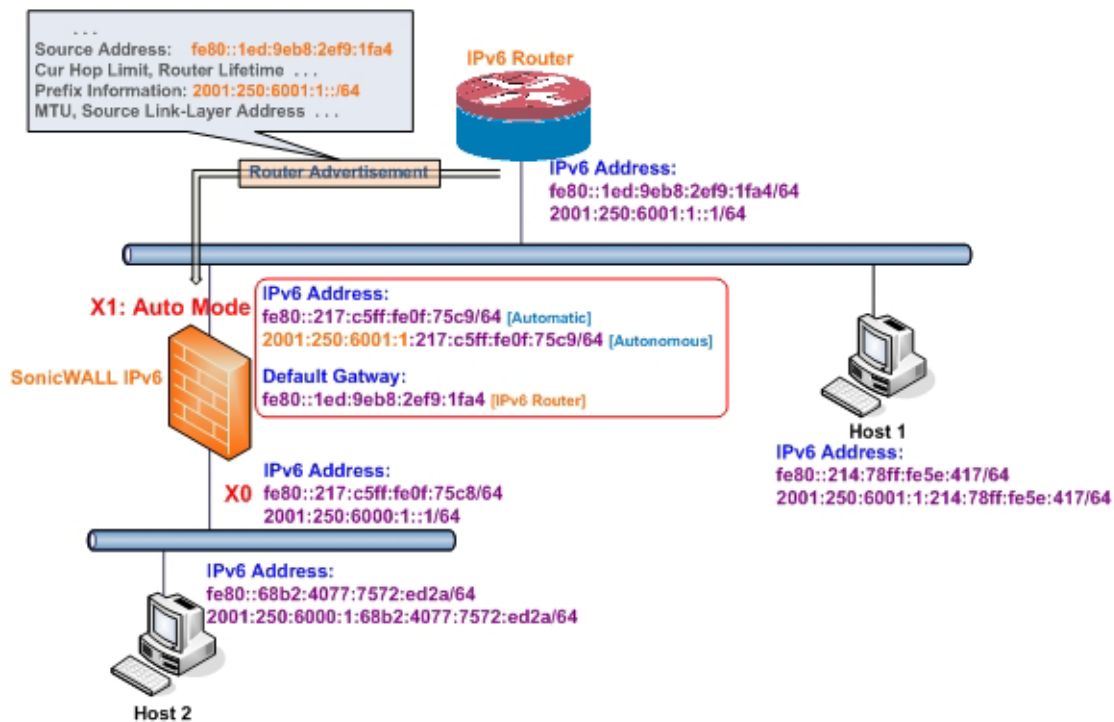 . . .
Source Address: fe80::1ed:9eb8:2ef9:1fa4
Cur Hop Limit, Router Lifetime . . .
Prefix Information: 2001:250:6001:1::/64
MTU, Source Link-Layer Address . . .
IPv6 Router
Router Advertisement
IPv6 Address:
fe80::1ed:9eb8:2ef9:1fa4/64
2001:250:6001:1::1/64
X1: Auto Mode
IPv6 Address:
fe80::217:c5ff:fe0f:75c9/64 [Automatic]
2001:250:6001:1:217:c5ff:fe0f:75c9/64 [Autonomous]
Default Gatway:
fe80::1ed:9eb8:2ef9:1fa4 [IPv6 Router]
SonicWALL IPv6
Host 1
IPv6 Address:
fe80::214:78ff:fe5e:417/64
2001:250:6001:1:214:78ff:fe5e:417/64
X0
IPv6 Address:
fe80::217:c5ff:fe0f:75c8/64
2001:250:6000:1::1/64
IPv6 Address:
fe80::68b2:4077:7572:ed2a/64
2001:250:6000:1:68b2:4077:7572:ed2a/64
Host 2